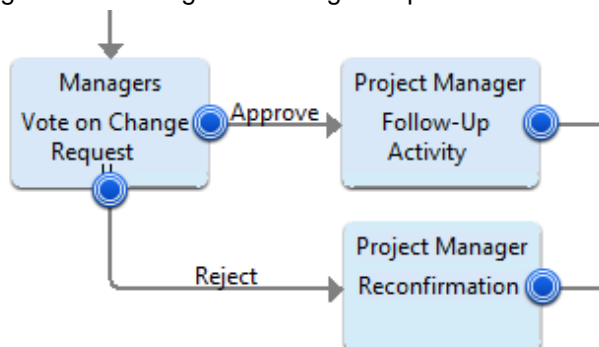 Managers
Vote on Change
Request
Approve
Project Manager
Follow-Up
Activity
Reject
Project Manager
Reconfirmation